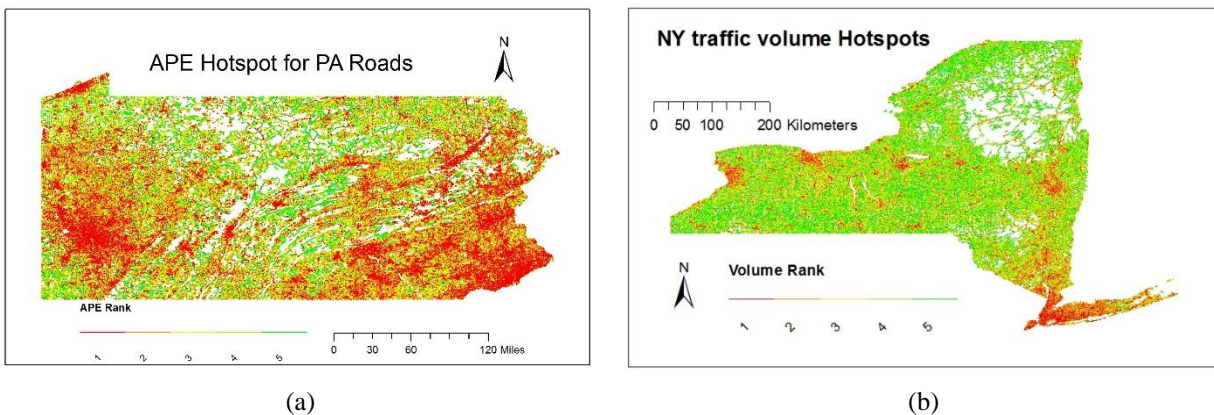 APE Hotspot for PA Roads
N
APE Rank
1 2 3 4 5
0 30 60 120 Miles
(a)
NY traffic volume Hotspots
0 50 100 200 Kilometers
N
Volume Rank
1 2 3 4 5
(b)